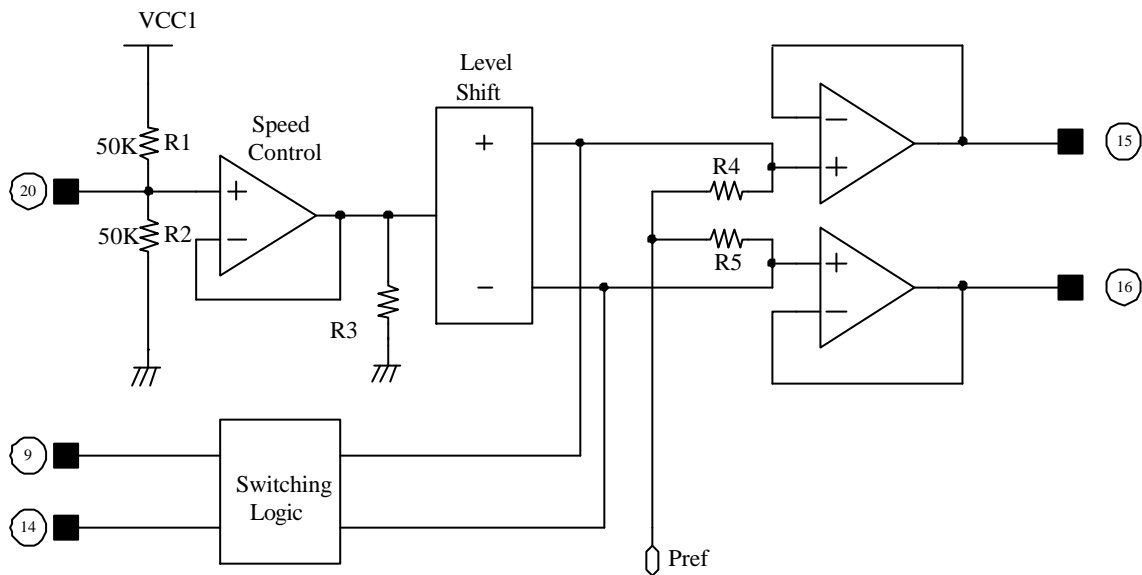 VCC1
Level
Shift
Speed
Control
50K
R1
+
R4
15
20
+
+
R2
50K
R5
+
16
R3
9
Switching
Logic
14
Pref